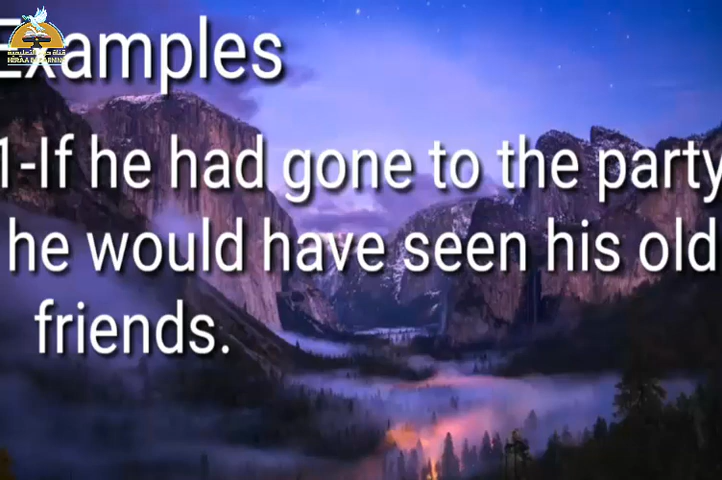 Examples
1-If he had gone to the party
he would have seen his old
friends.